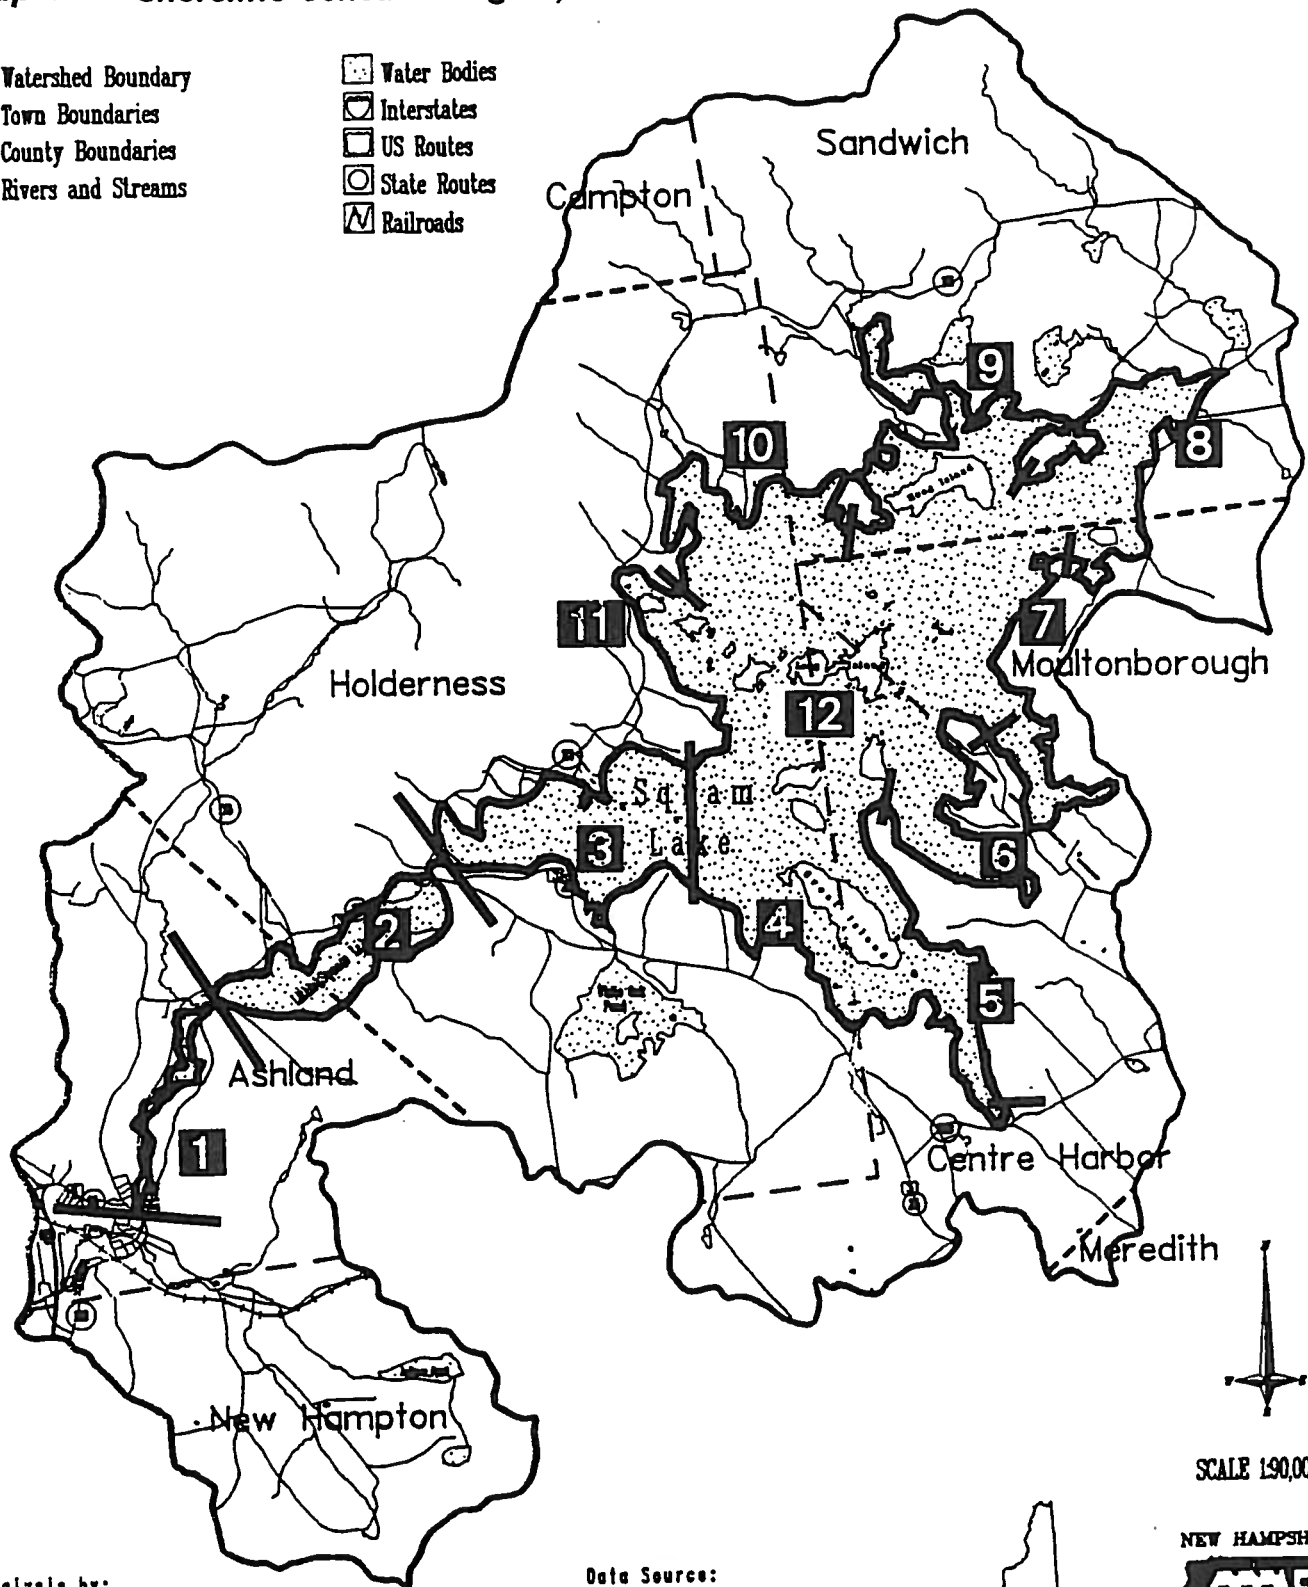 Watershed Boundary
Town Boundaries
County Boundaries
Rivers and Streams
Water Bodies
Interstates
US Routes
State Routes
Railroads
Sandwich
Campton
9
10
8
Hood Island
11
7
Holderness
Moultonborough
12
Squam
Lake
3
6
2
4
5
Ashland
1
Centre Harbor
Meredith
New Hampton
SCALE 1:90,00
NEW HAMPSH
Data Source: